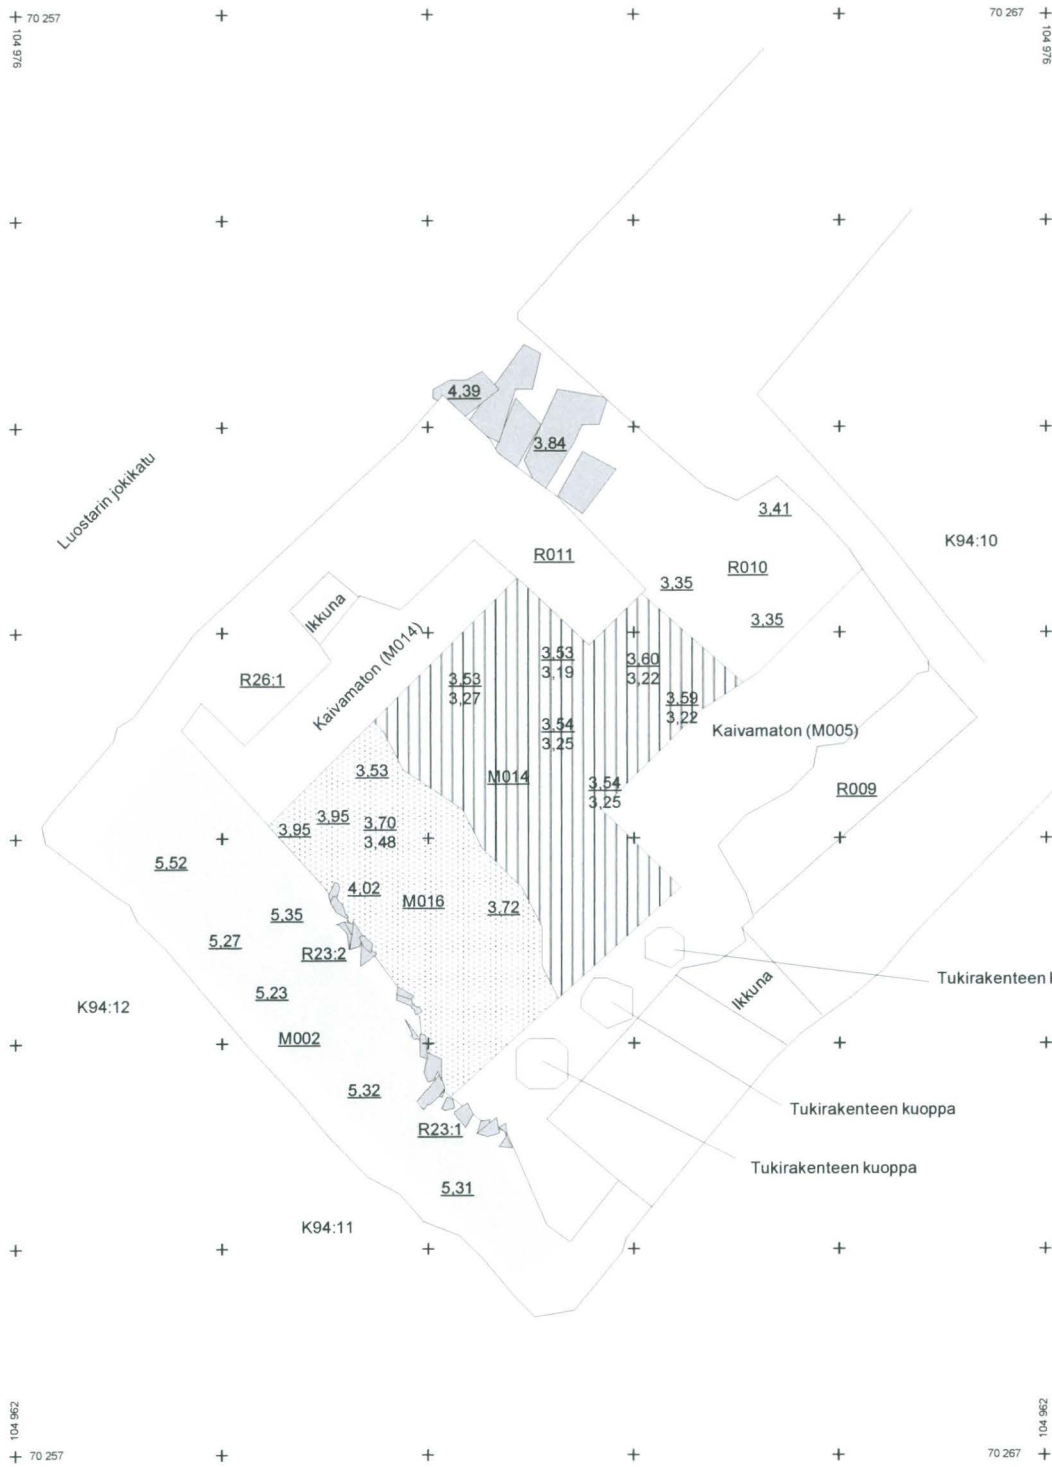 70 257
70 267
104 976
104 976
4,39
3,84
Luostarin jokikatu
3,41
K94:10
R011
R010
3,35
Ikkuna
3,35
3,53
3,19
3,60
3,22
R26:1
Kaivamaton (M014)
3,53
3,27
3,59
3,22
3,54
3,25
Kaivamaton (M005)
3,53
M014
3,54
3,25
R009
3,95
3,95
3,70
3,48
5,52
4,02
M016
3,72
5,35
5,27
R23:2
Tukirakenteen k
5,23
Ikkuna
K94:12
M002
5,32
Tukirakenteen kuoppa
R23:1
Tukirakenteen kuoppa
5,31
K94:11
104 962
104 962
70 257
70 267